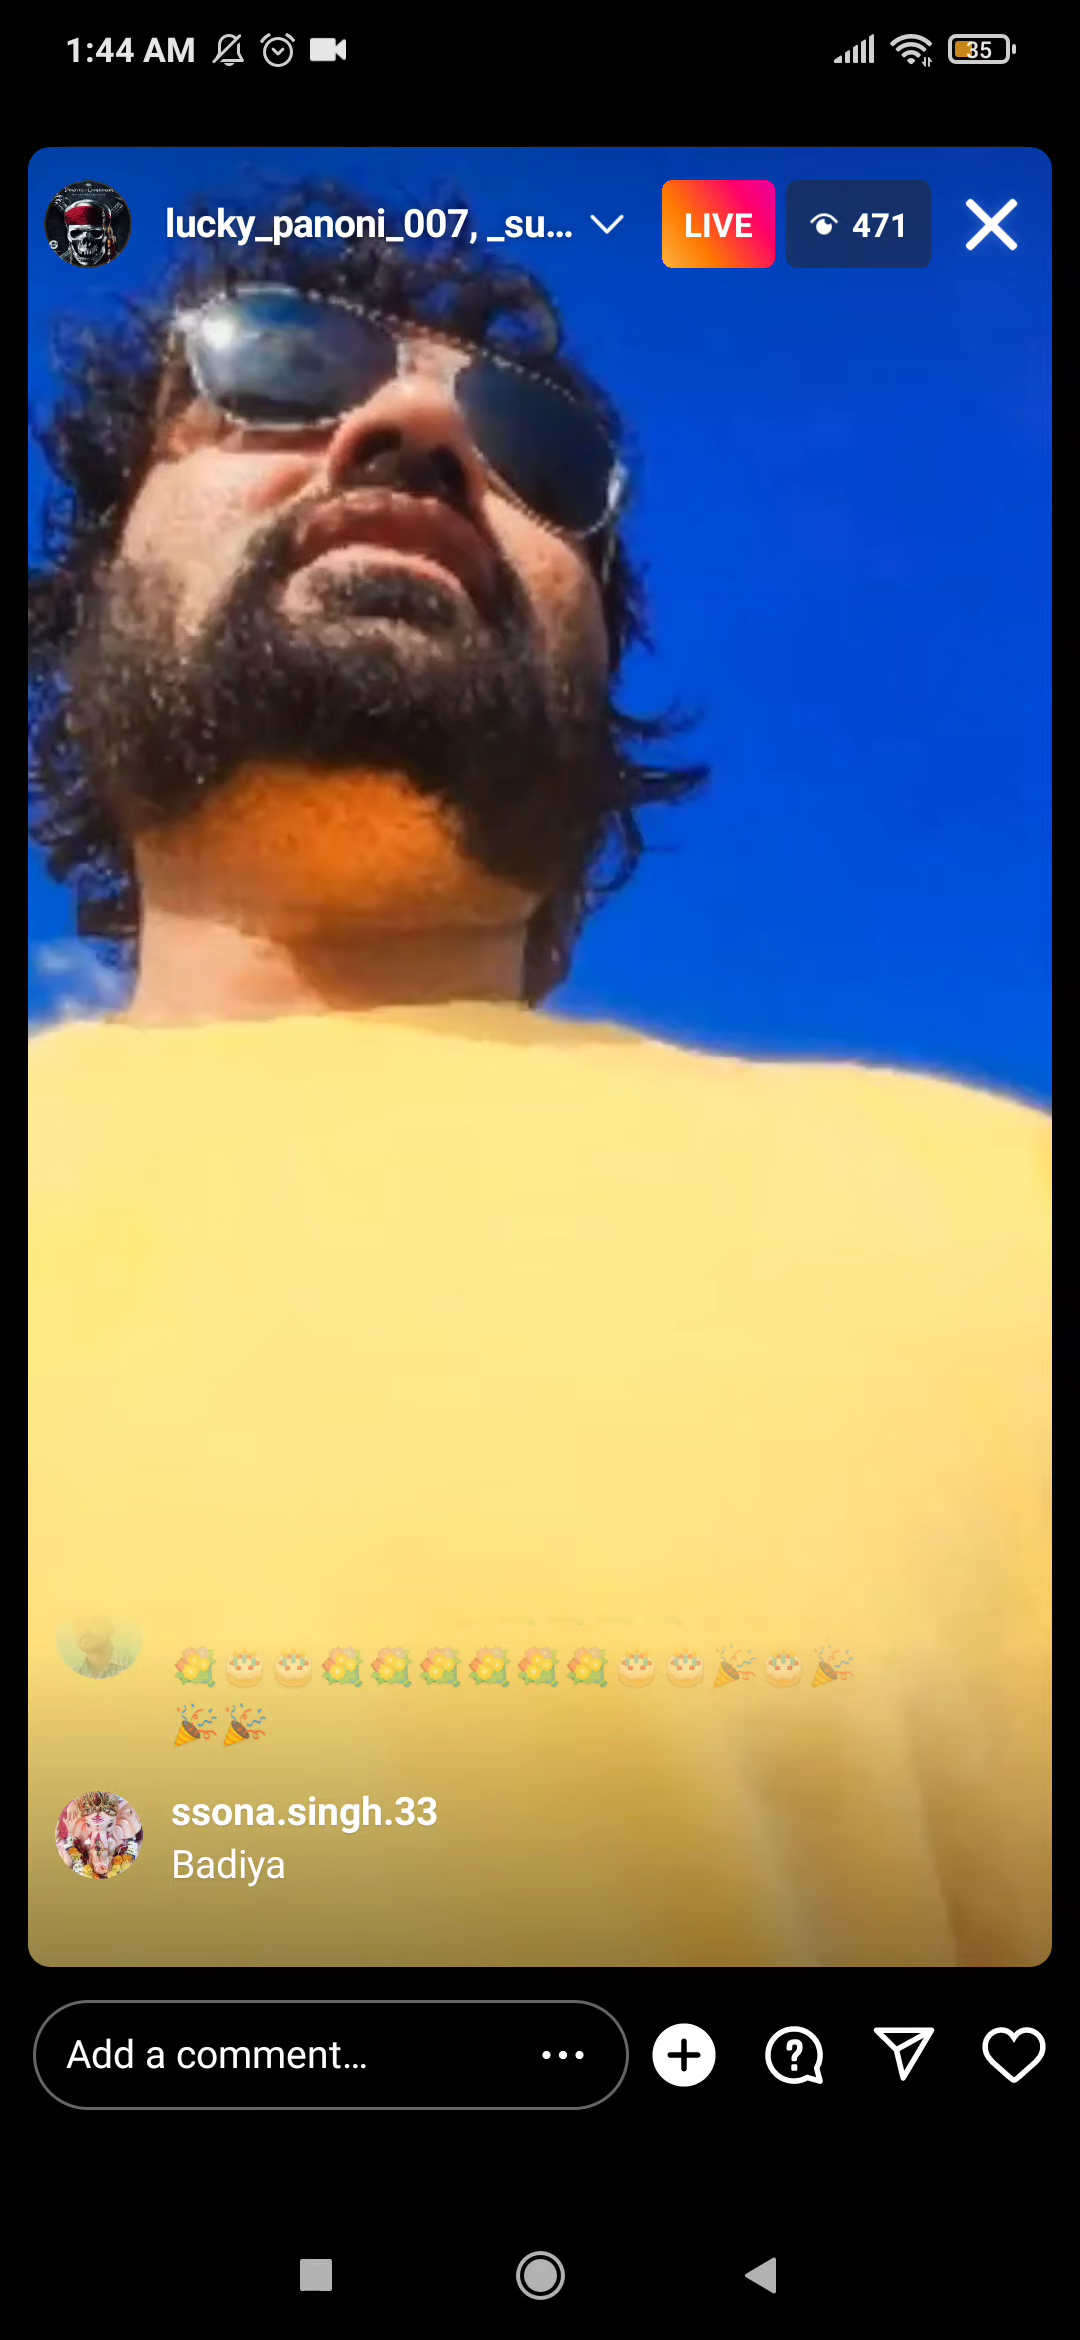 1:44 AM
35
lucky_panoni_007, _su...
LIVE
471
ssona.singh.33
Badiya
Add a comment...